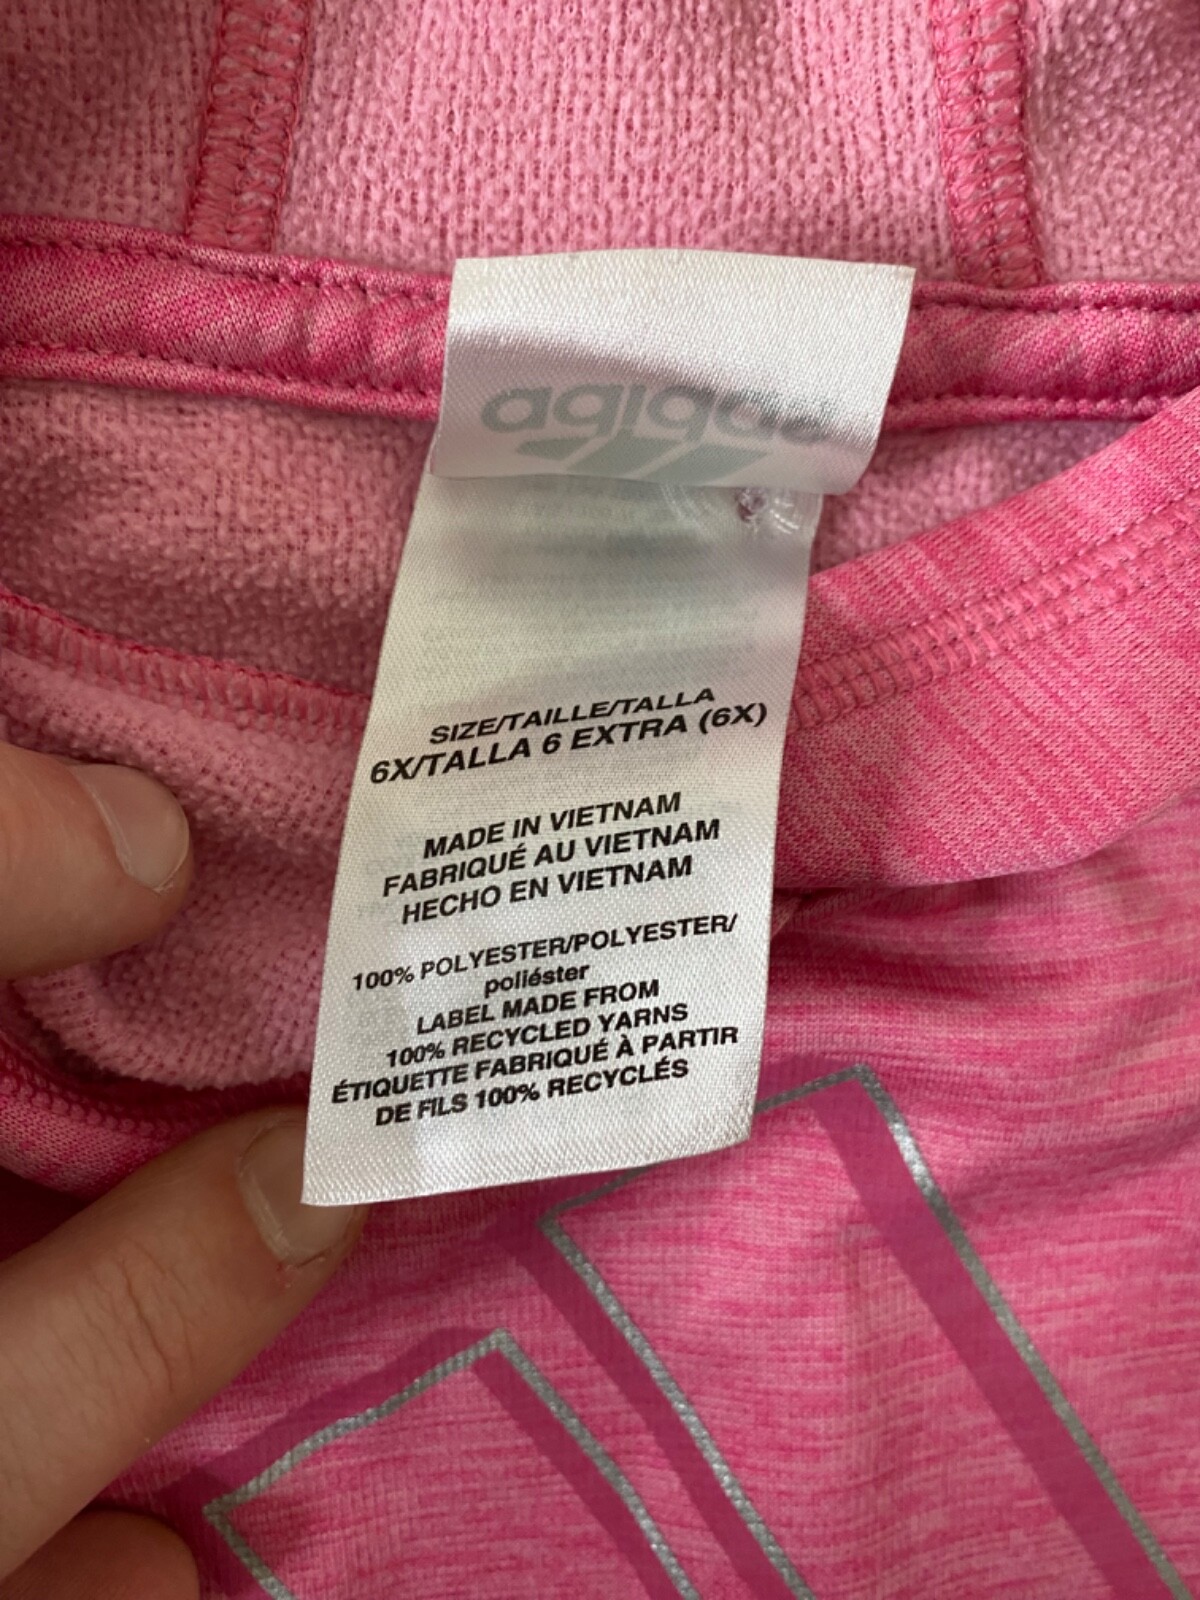 adidas
SIZE/TAILLE/TALLA
6X/TALLA 6 EXTRA (6X)
MADE IN VIETNAM
FABRIQUÉ AU VIETNAM
HECHO EN VIETNAM
100% POLYESTER/POLYESTER/
poliéster
LABEL MADE FROM
100% RECYCLED YARNS
ÉTIQUETTE FABRIQUÉ À PARTIR
DE FILS 100% RECYCLÉS